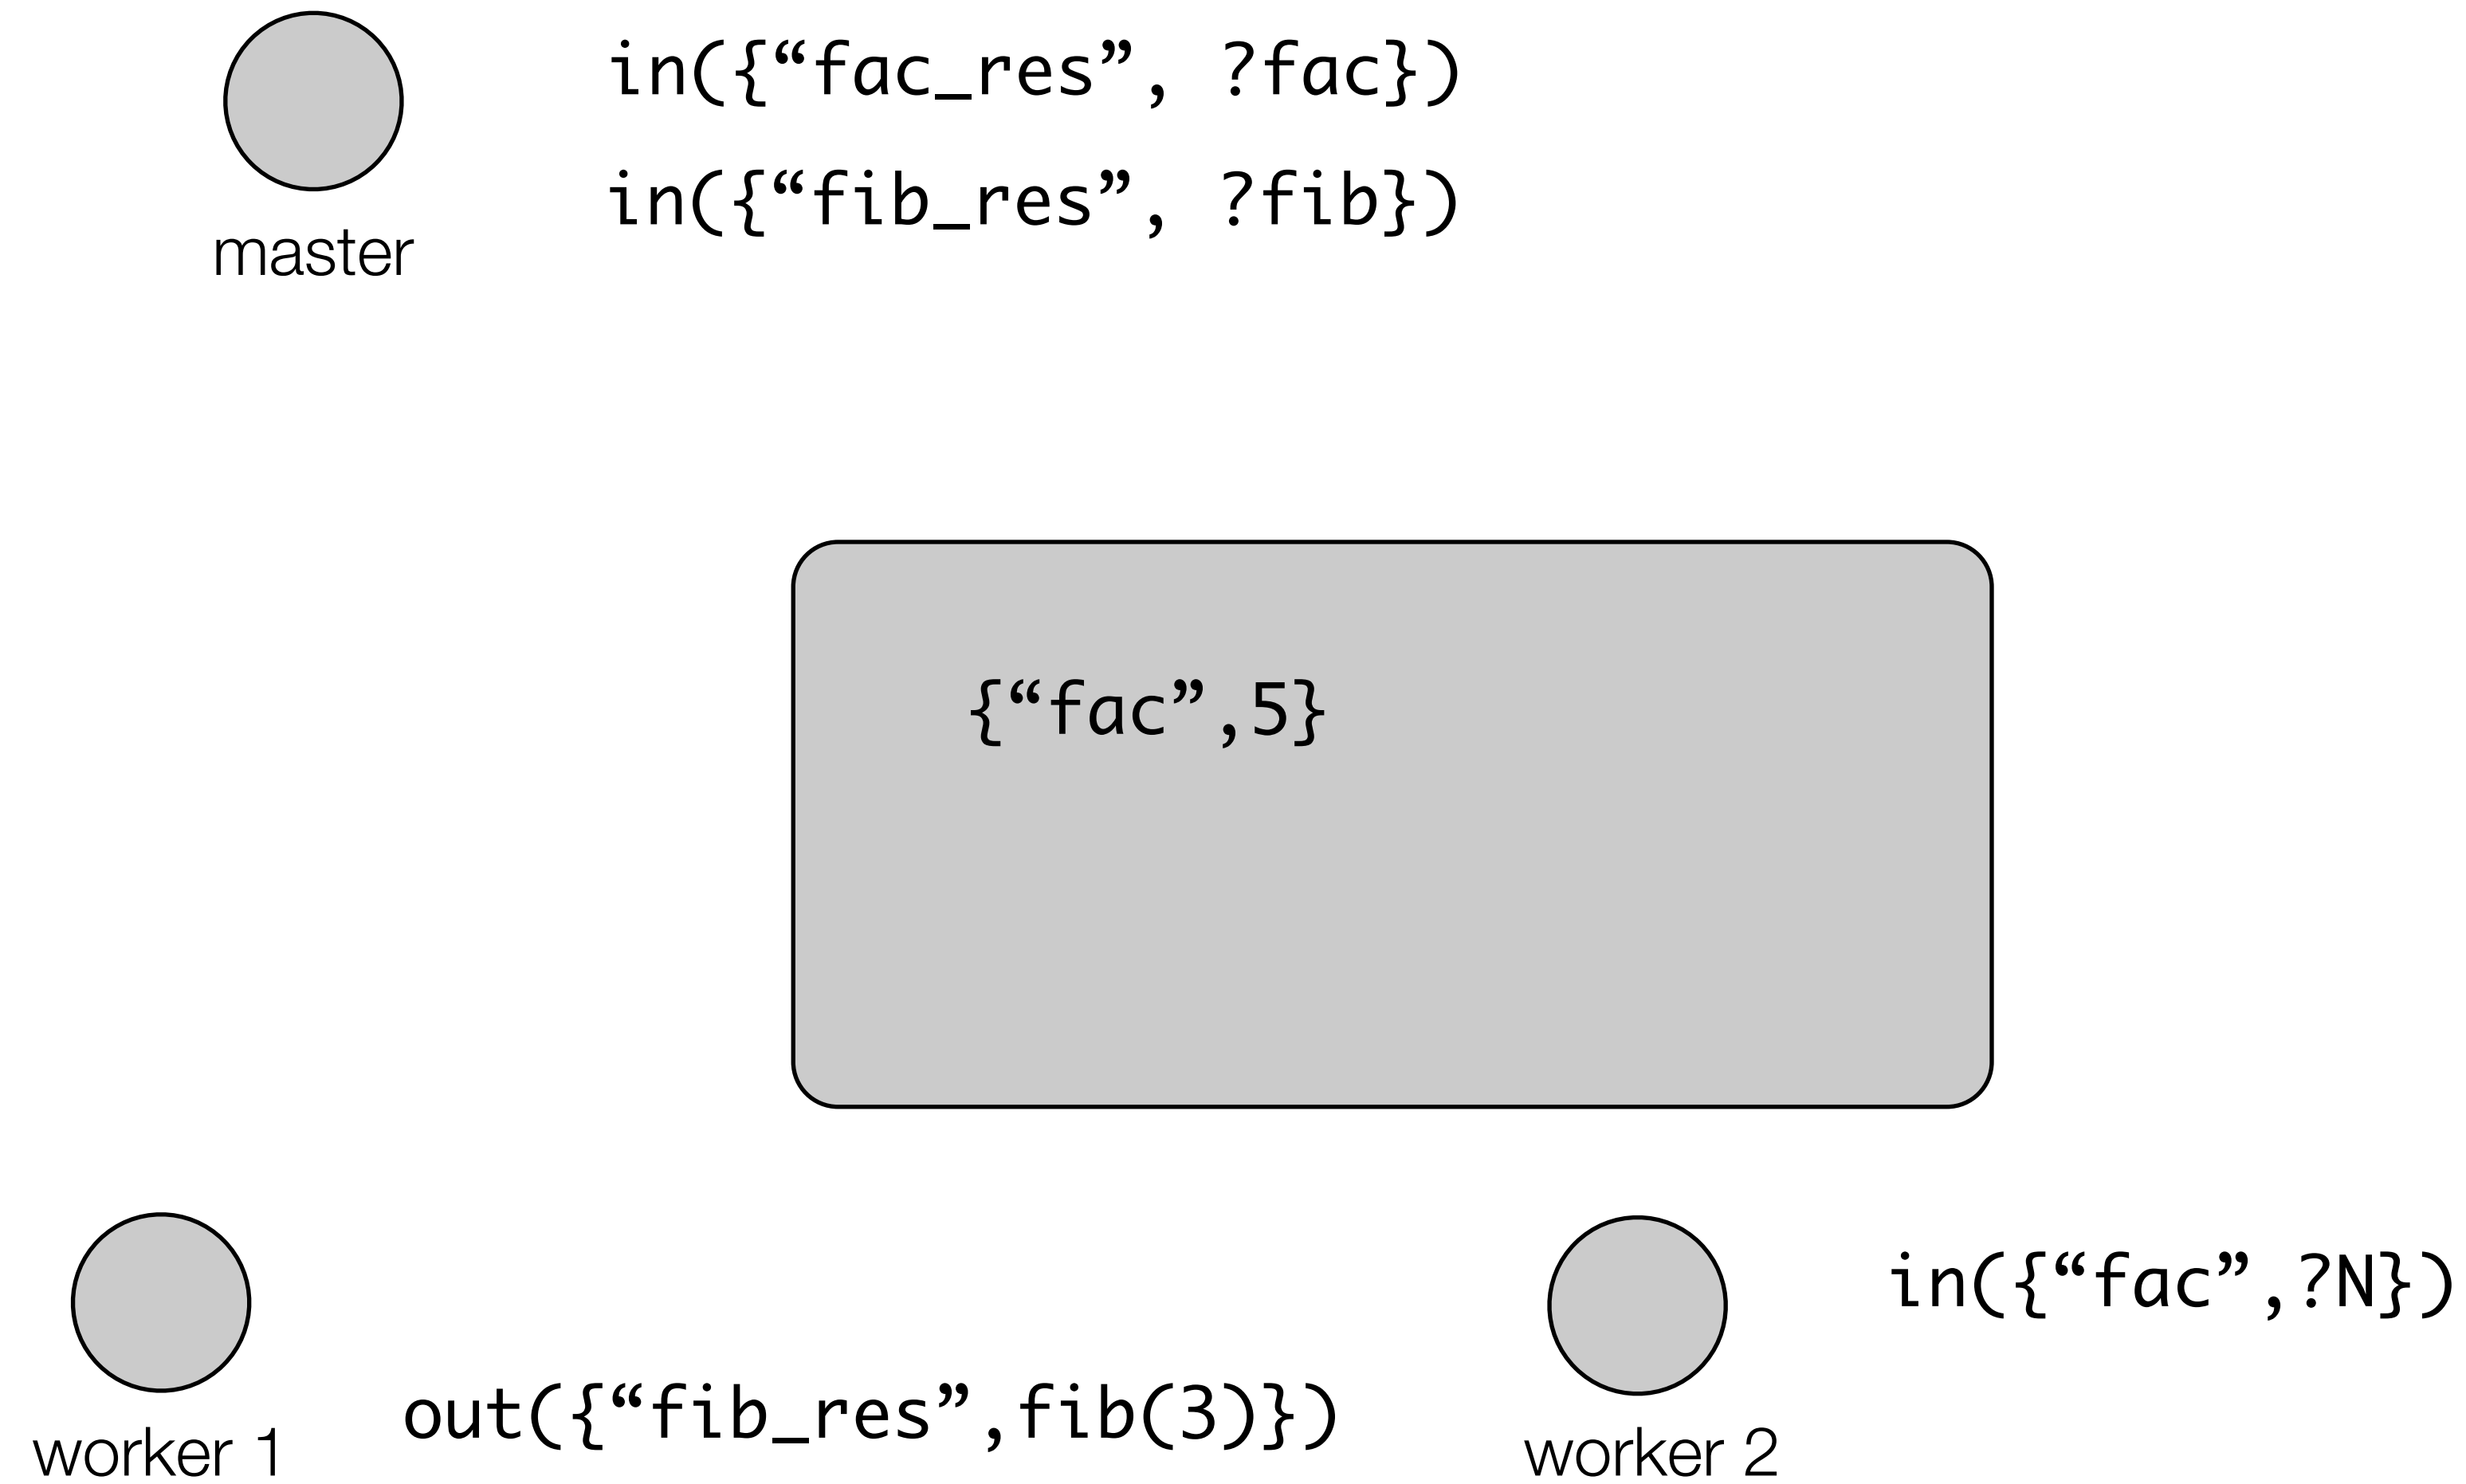 in({“fac_res”, ?fac})
in({“fib_res”, ?fib})
master
{“fac”,5}
worker 1
out({“fib_res”,fib(3)})
worker 2
in({“fac”,?N})